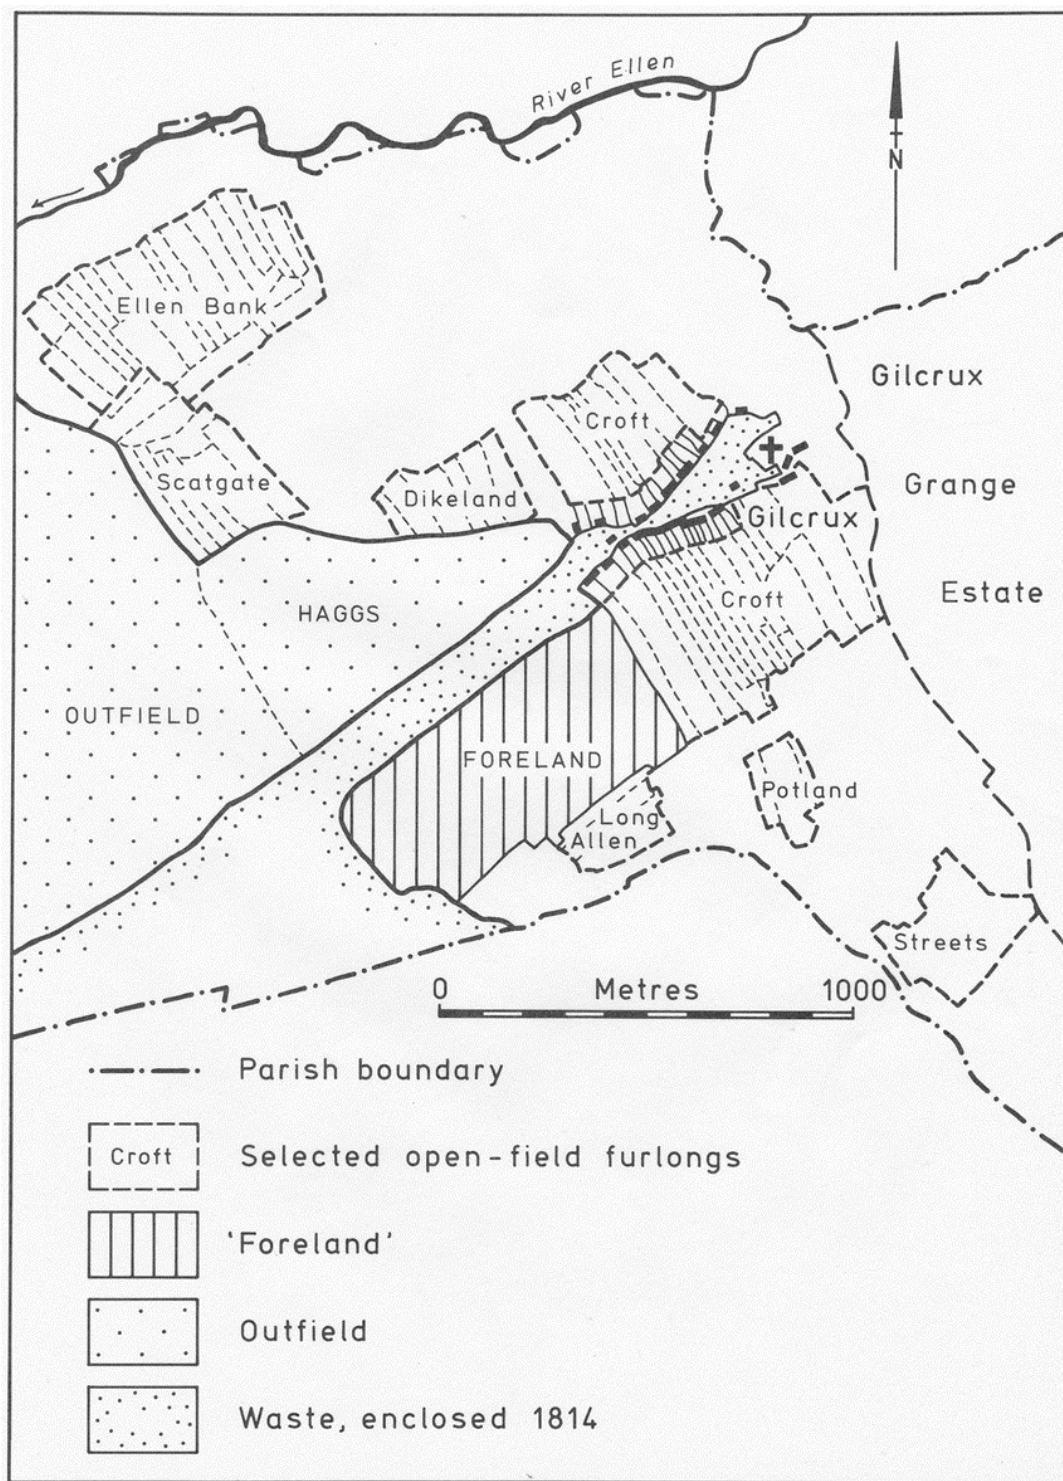 River Ellen
N
Ellen Bank
Gilcrux
Croft
Scatgate
Dikeland
Grange
Gilcrux
Estate
Croft
HAGGS
OUTFIELD
FORELAND
Potland
Long
Allen
Streets
0 Metres 1000
Parish boundary
Croft Selected open-field furlongs
'Foreland'
Outfield
Waste, enclosed 1814